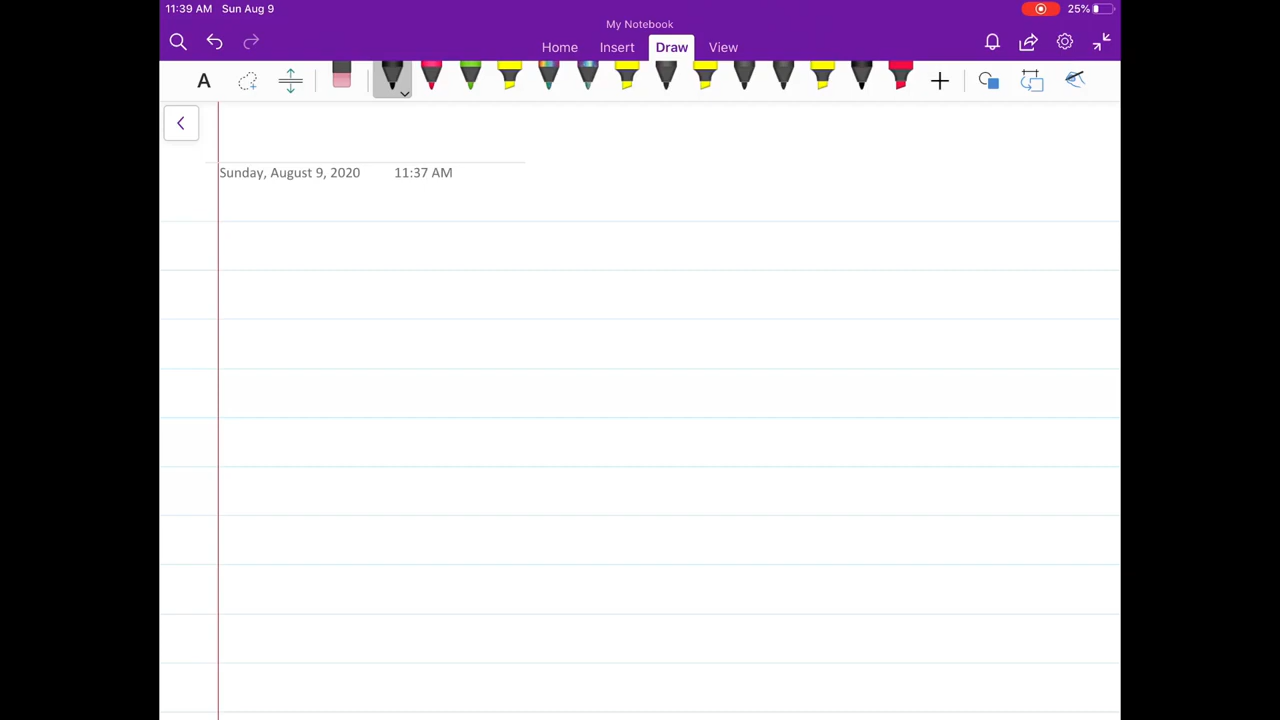 11:39 AM Sun Aug 9 25%
My Notebook
Home Insert Draw View
A
Sunday, August 9, 2020 11:37 AM